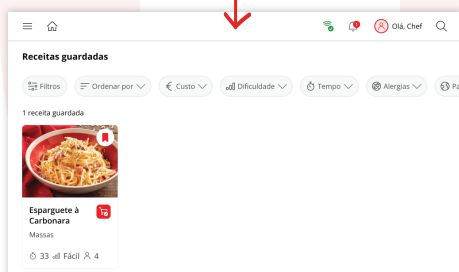 Olá, Chef
Receitas guardadas
Filtros
Ordenar por
Custo
Dificuldade
Tempo
Alergias
Pa
1 receita guardada
Esparguete à
Carbonara
Massas
33 Fácil 4